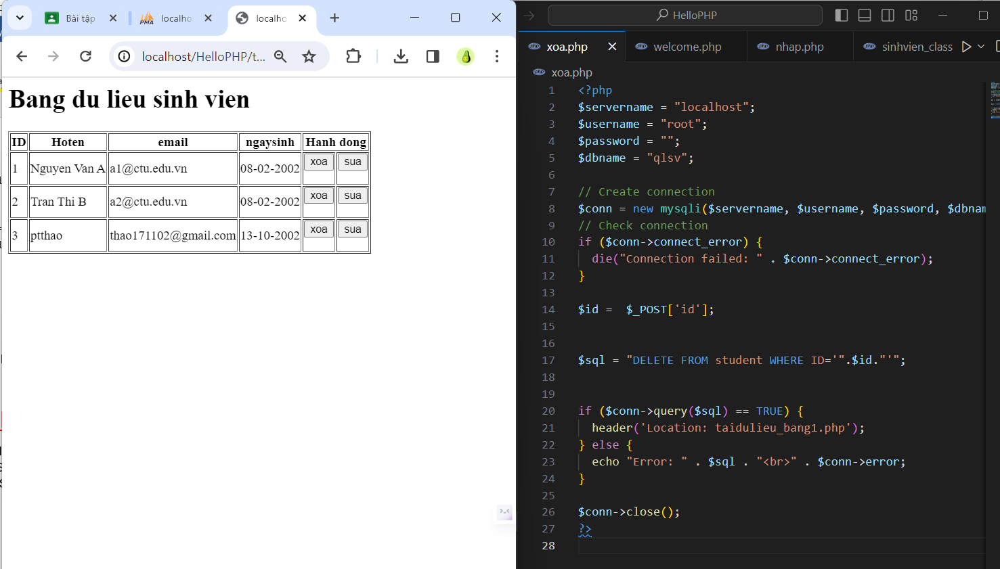 Bài tập
localho
localho
localhost/HelloPHP/t...
Bang du lieu sinh vien
ID Hoten email ngaysinh Hanh dong
1 Nguyen Van A a1@ctu.edu.vn 08-02-2002 xoa sua
2 Tran Thi B a2@ctu.edu.vn 08-02-2002 xoa sua
3 ptthao thao171102@gmail.com 13-10-2002 xoa sua
HelloPHP
xoa.php welcome.php nhap.php sinhvien_class
xoa.php
1 <?php
2 $servername = "localhost";
3 $username = "root";
4 $password = "";
5 $dbname = "qlsv";
6
7 // Create connection
8 $conn = new mysqli($servername, $username, $password, $dbnam
9 // Check connection
10 if ($conn->connect_error) {
11 die("Connection failed: " . $conn->connect_error);
12 }
13
14 $id =  $_POST['id'];
15
16
17 $sql = "DELETE FROM student WHERE ID='".$id."'";
18
19
20 if ($conn->query($sql) == TRUE) {
21 header('Location: taidulieu_bang1.php');
22 } else {
23 echo "Error: " . $sql . "<br>" . $conn->error;
24 }
25
26 $conn->close();
27 ?>
28